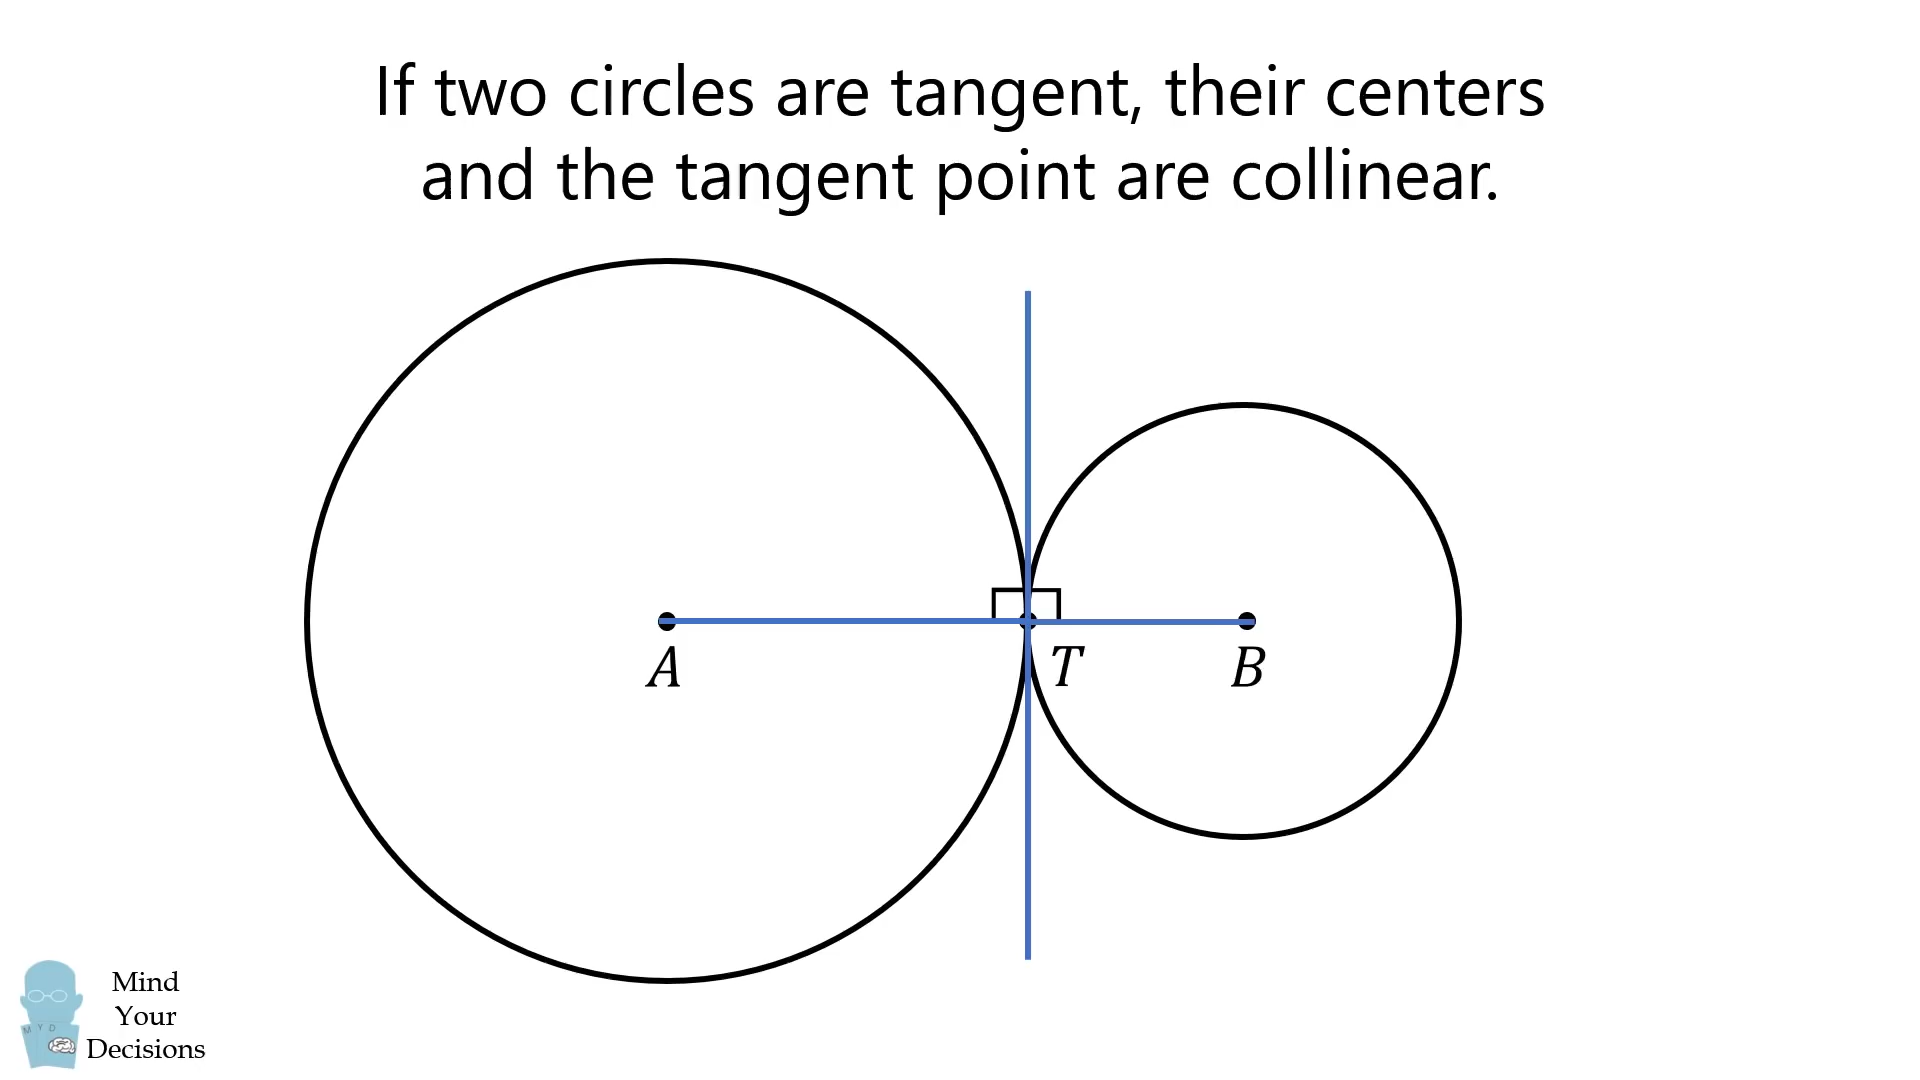 If two circles are tangent, their centers
and the tangent point are collinear.
A
T
B
M Y D
Mind
Your
Decisions